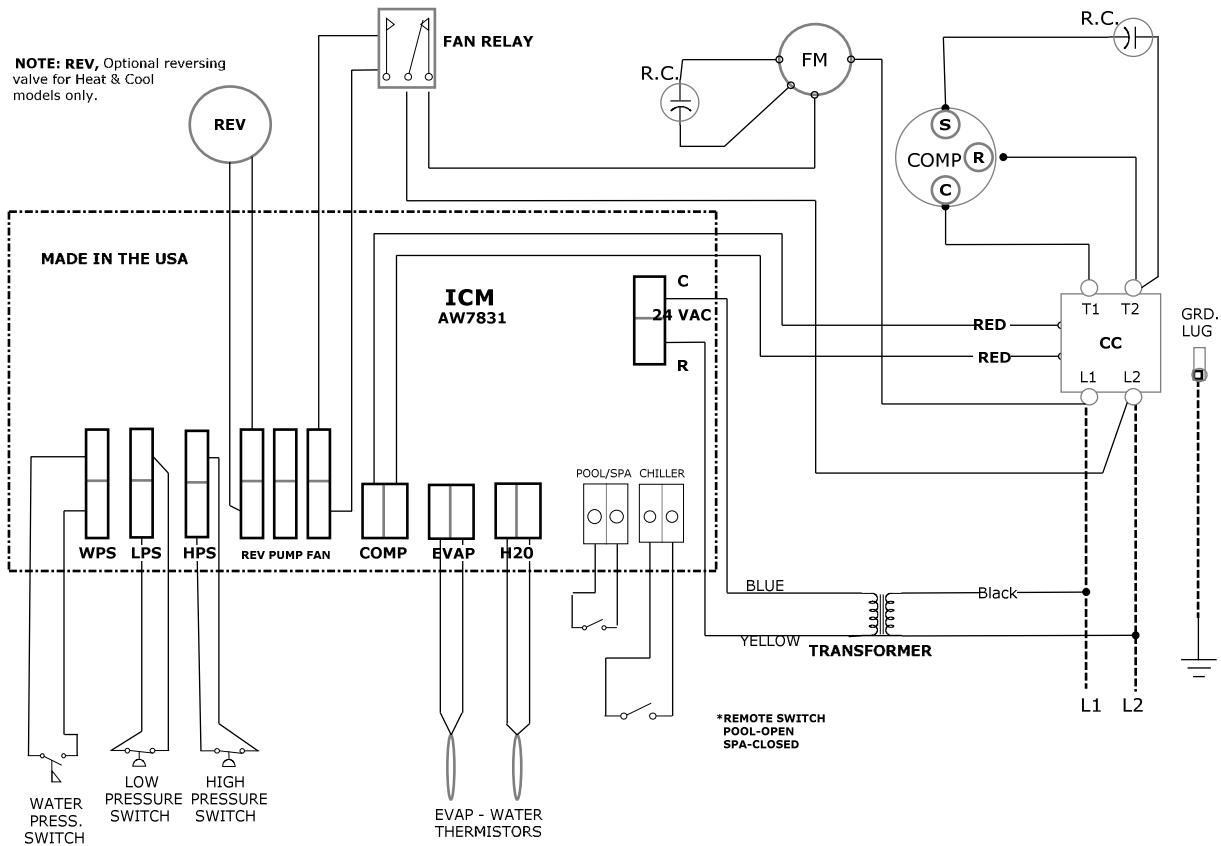 R.C.
FAN RELAY
NOTE: REV, Optional reversing
valve for Heat & Cool
models only.
FM
R.C.
REV
S
COMP
R
C
MADE IN THE USA
ICM
AW7831
C
24 VAC
R
RED
RED
T1
T2
CC
L1
L2
GRD.
LUG
POOL/SPA
CHILLER
WPS
LPS
HPS
REV
PUMP
FAN
COMP
EVAP
H20
BLUE
Black
YELLOW
TRANSFORMER
L1
L2
*REMOTE SWITCH
POOL-OPEN
SPA-CLOSED
WATER
PRESS.
SWITCH
LOW
PRESSURE
SWITCH
HIGH
PRESSURE
SWITCH
EVAP - WATER
THERMISTORS